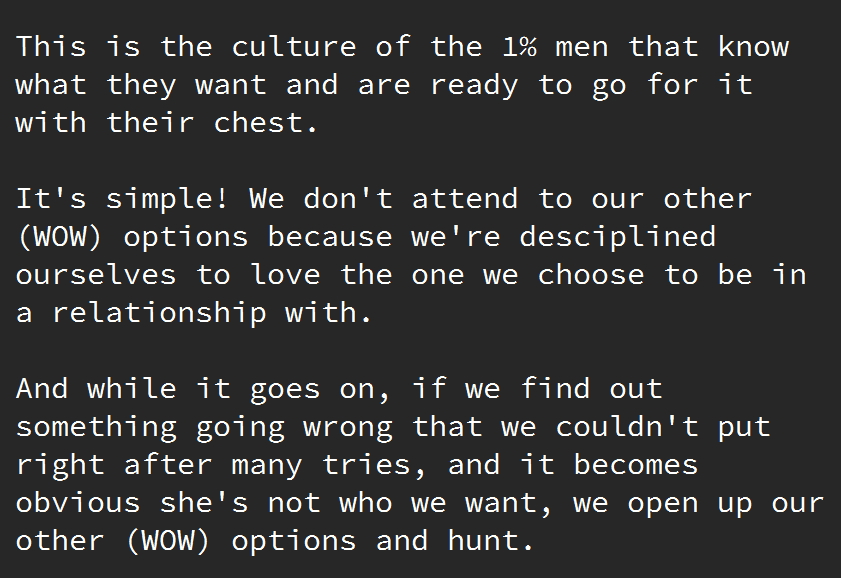 This is the culture of the 1% men that know
what they want and are ready to go for it
with their chest.
It's simple! We don't attend to our other
(WOW) options because we're desciplined
ourselves to love the one we choose to be in
a relationship with.
And while it goes on, if we find out
something going wrong that we couldn't put
right after many tries, and it becomes
obvious she's not who we want, we open up our
other (WOW) options and hunt.